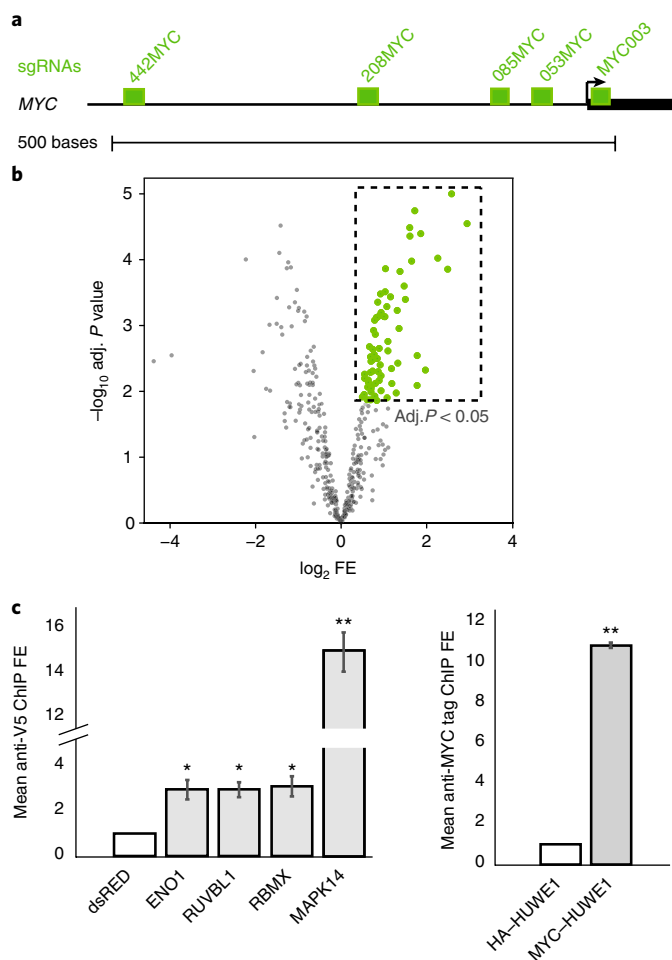 a
sgRNAs
442MYC
208MYC
085MYC
053MYC
MYC003
MYC
500 bases
b
5
4
3
2
1
0
−log10 adj. P value
Adj. P < 0.05
−4
−2
0
2
4
log2 FE
c
16
14
12
4
2
0
Mean anti-V5 ChIP FE
*
*
*
**
dsRED
ENO1
RUVBL1
RBMX
MAPK14
12
10
8
6
4
2
0
Mean anti-MYC tag ChIP FE
**
HA–HUWE1
MYC–HUWE1